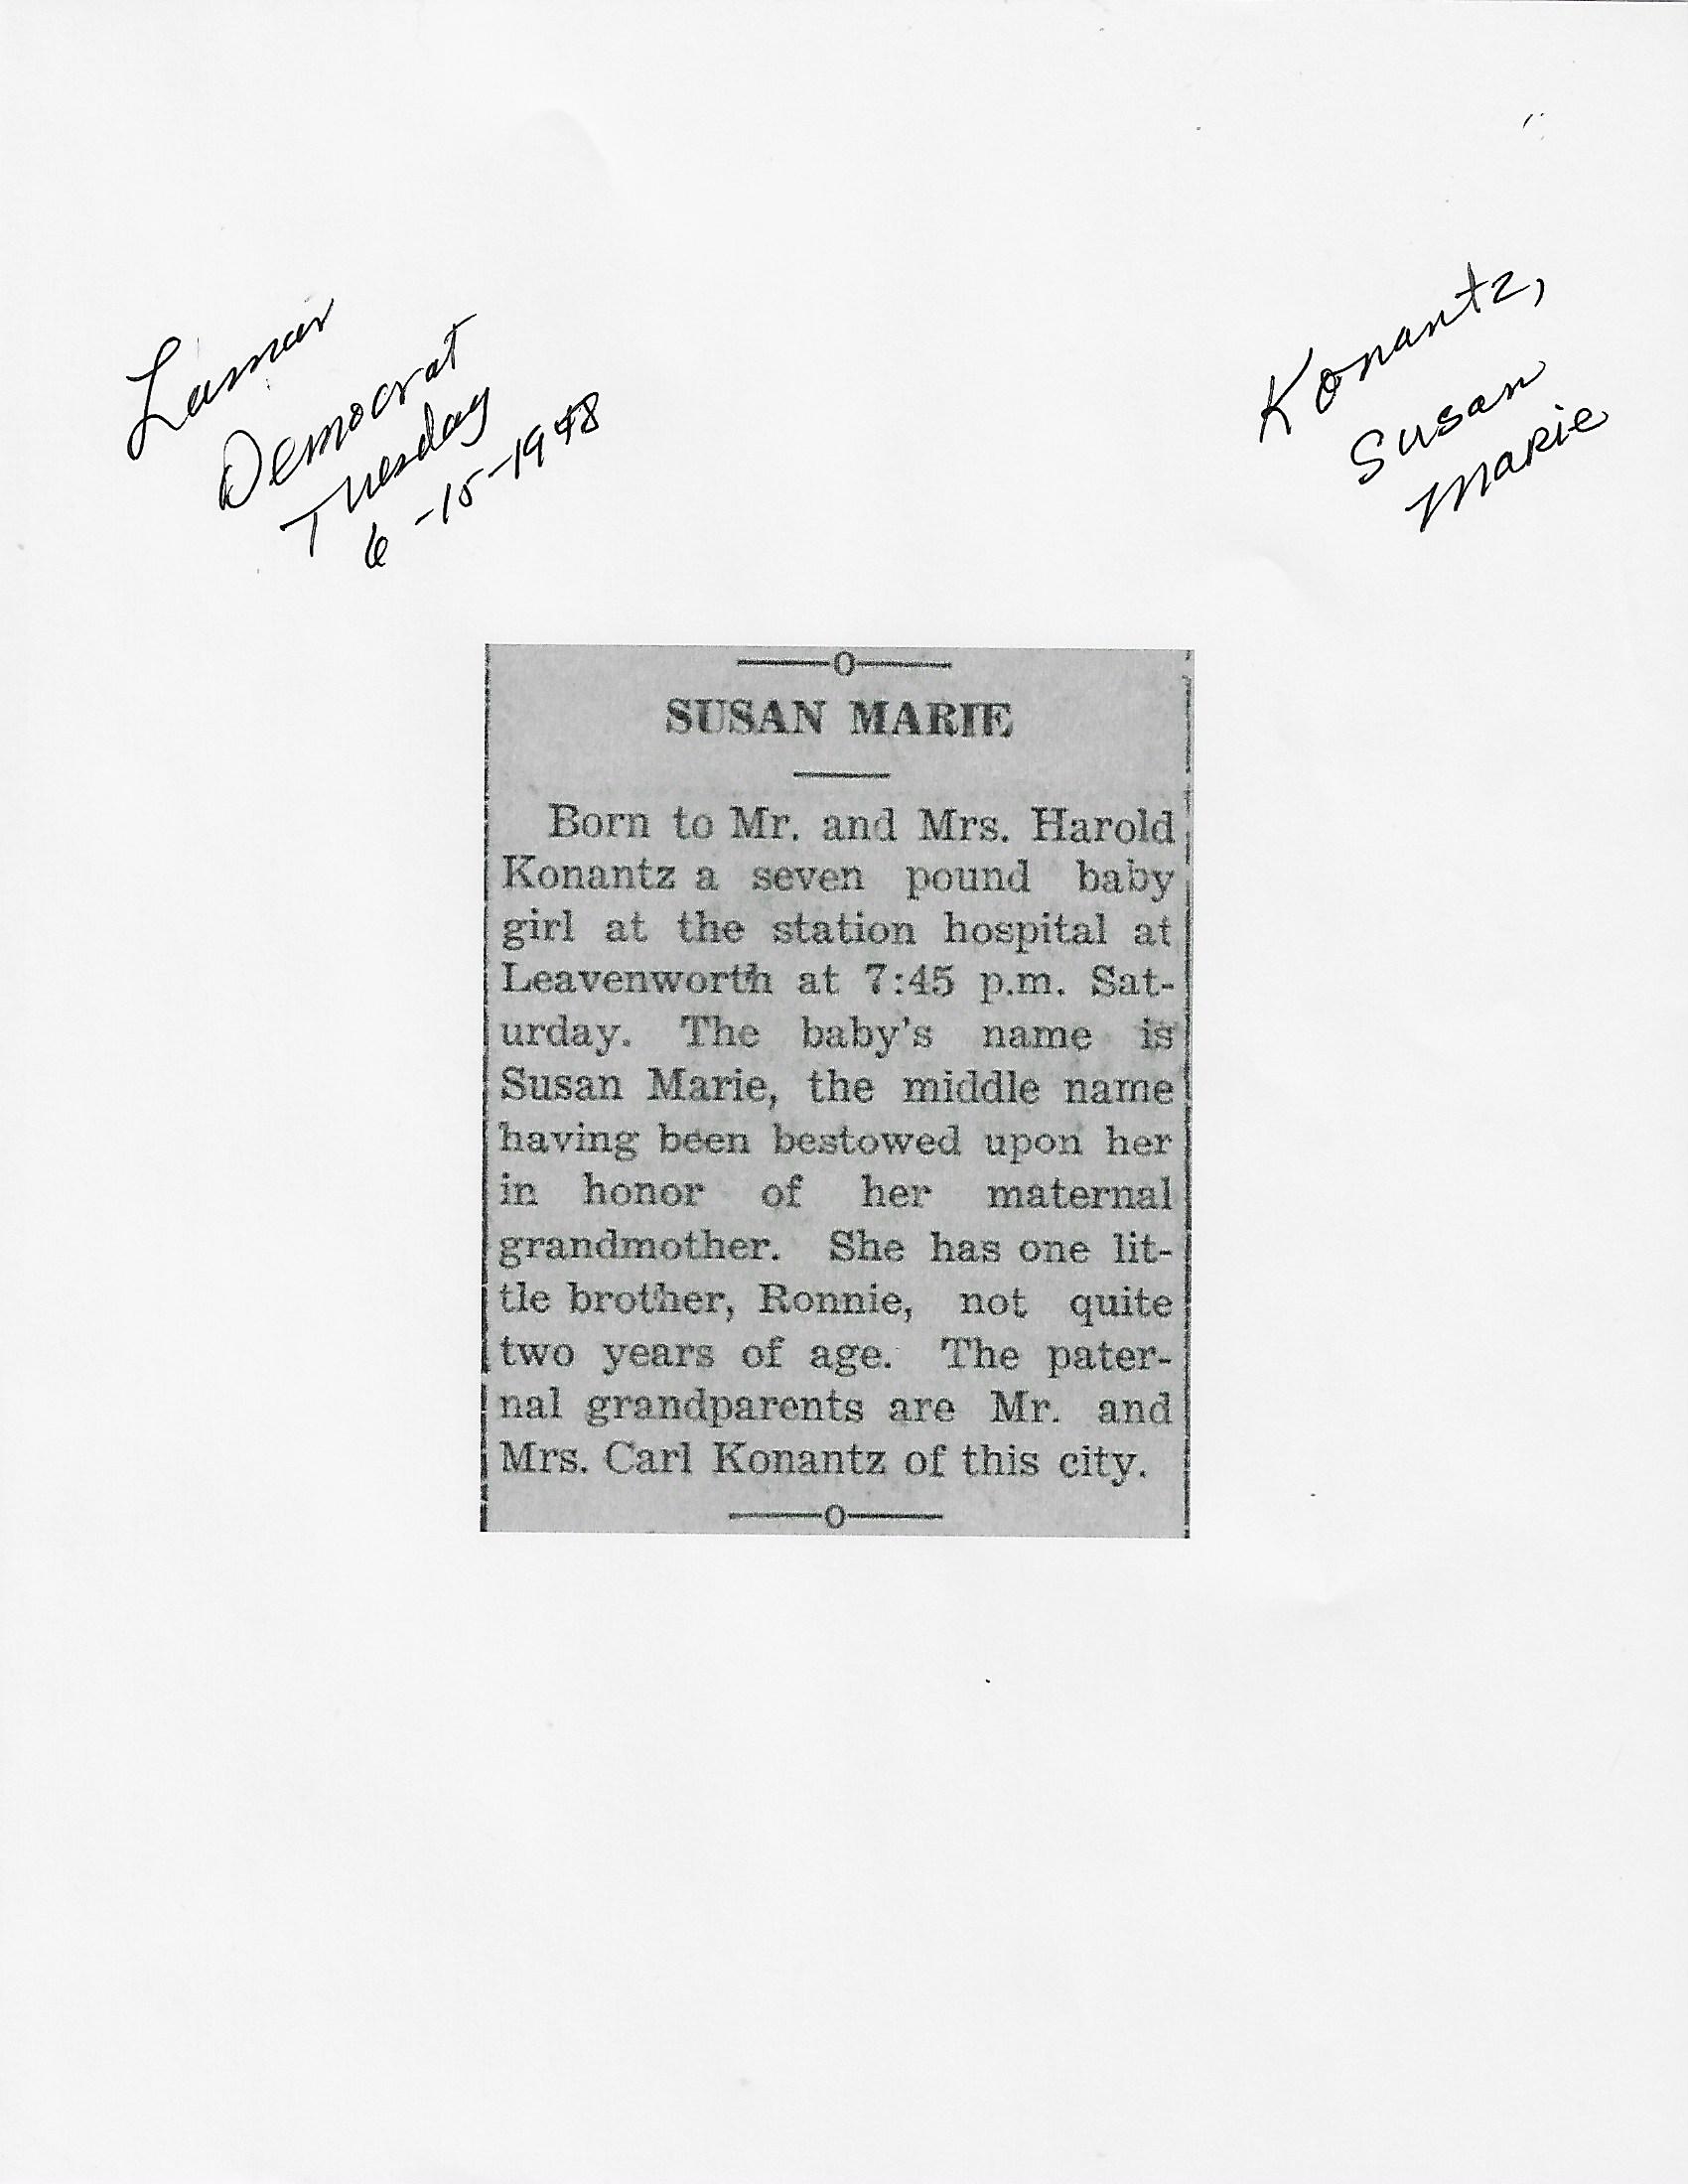 Lamar
Democrat
Tuesday
6-15-1948
Konantz,
Susan
Marie
SUSAN MARIE
Born to Mr. and Mrs. Harold
Konantz a seven pound baby
girl at the station hospital at
Leavenworth at 7:45 p.m. Sat-
urday. The baby's name is
Susan Marie, the middle name
having been bestowed upon her
in honor of her maternal
grandmother. She has one lit-
tle brother, Ronnie, not quite
two years of age. The pater-
nal grandparents are Mr. and
Mrs. Carl Konantz of this city.